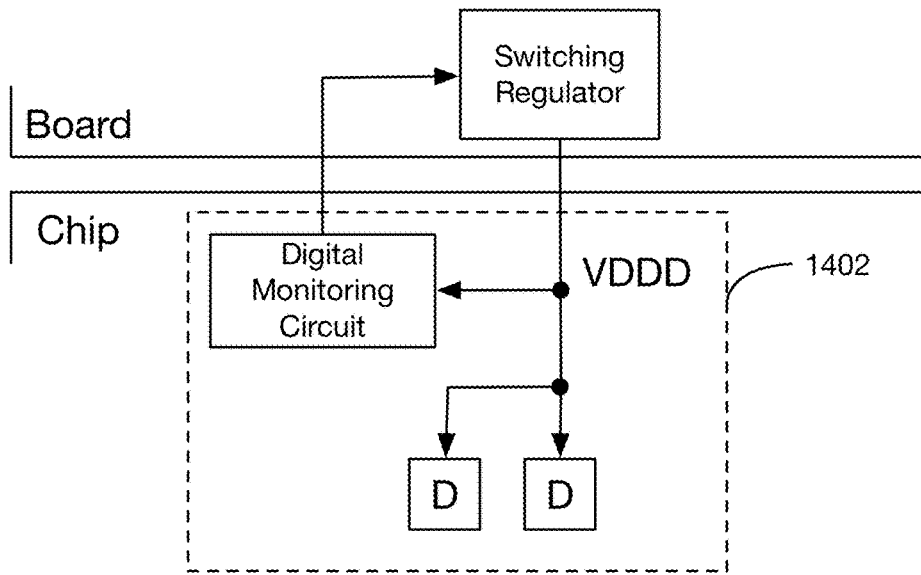 Switching
Regulator
Board
Chip
Digital
Monitoring
Circuit
VDDD
1402
D
D